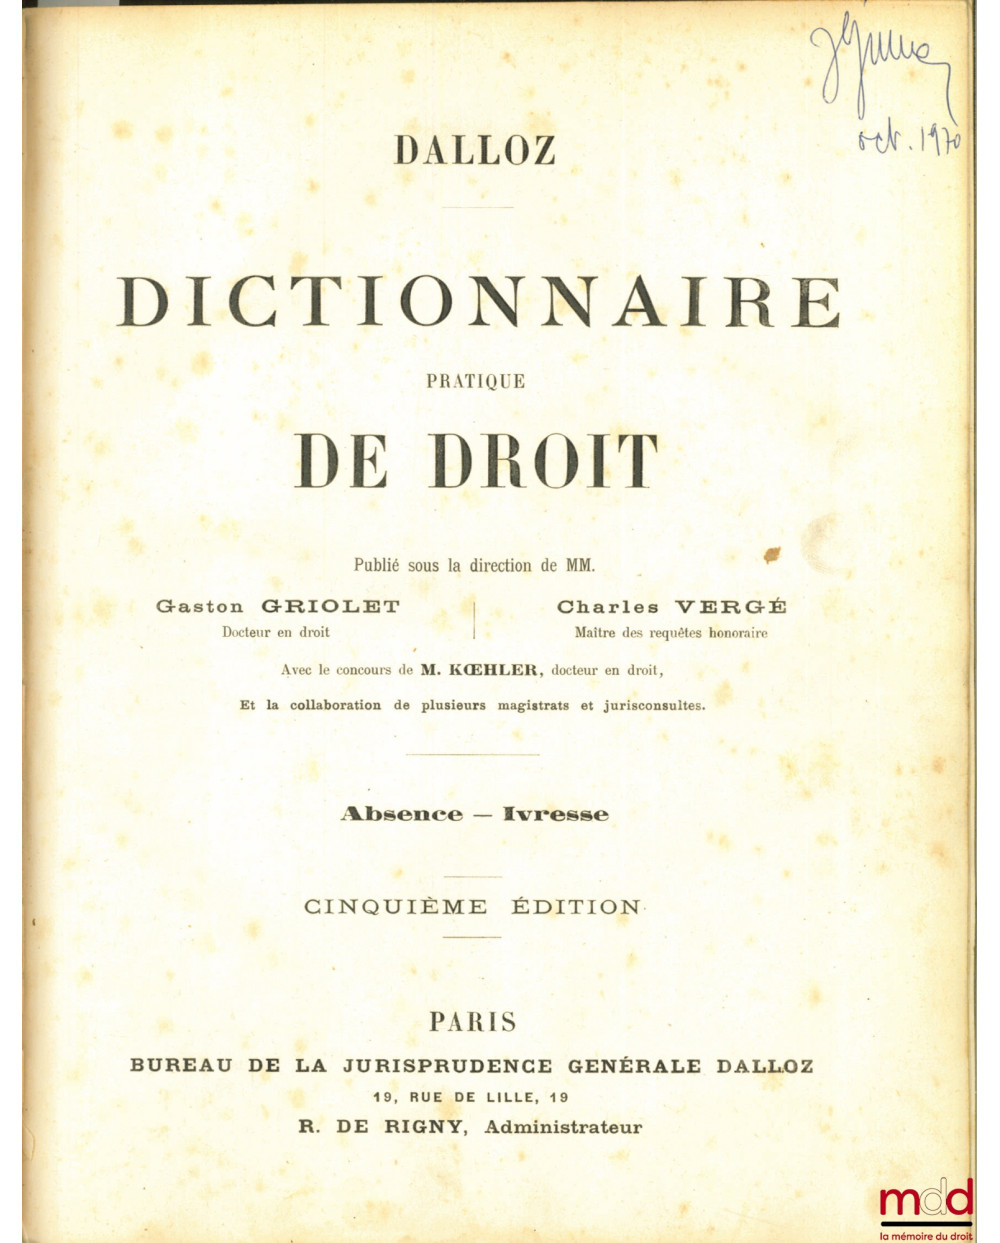 oct. 1970
DALLOZ
DICTIONNAIRE
PRATIQUE
DE DROIT
Publié sous la direction de MM.
Gaston GRIOLET
Docteur en droit
Charles VERGÉ
Maître des requêtes honoraire
Avec le concours de M. KŒHLER, docteur en droit,
Et la collaboration de plusieurs magistrats et jurisconsultes.
Absence — Ivresse
CINQUIÈME ÉDITION
PARIS
BUREAU DE LA JURISPRUDENCE GENÉRALE DALLOZ
19, RUE DE LILLE, 19
R. DE RIGNY, Administrateur
mdd
la mémoire du droit